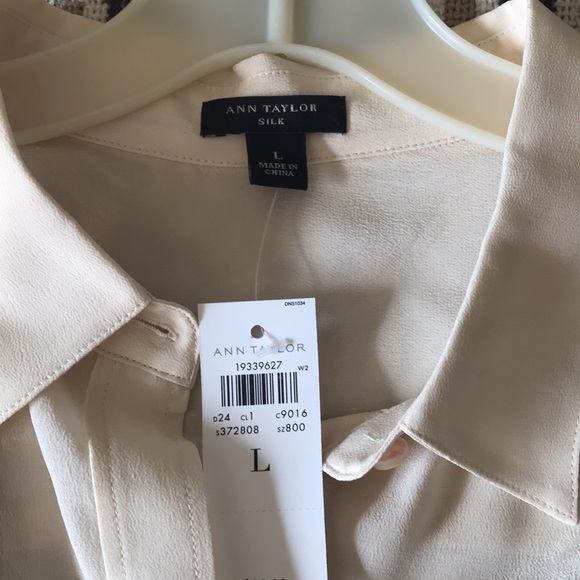 ANN TAYLOR
SILK
L
MADE IN
CHINA
DNS1034
ANN TAYLOR
19339627 W2
D24 CL1 C9016
S372808 SZ800
L